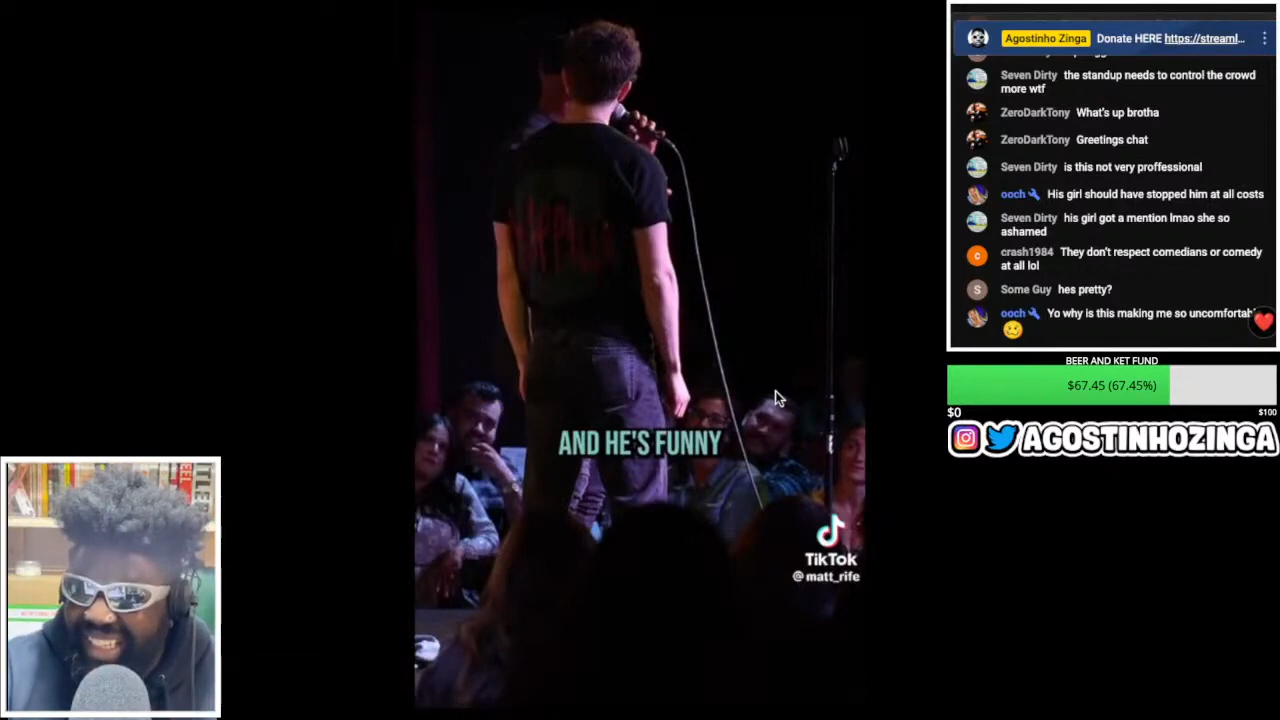 AND HE'S FUNNY
TikTok
@matt_rife
Agostinho Zinga Donate HERE https://streaml...
Seven Dirty the standup needs to control the crowd
more wtf
ZeroDarkTony What's up brotha
ZeroDarkTony Greetings chat
Seven Dirty is this not very proffessional
ooch His girl should have stopped him at all costs
Seven Dirty his girl got a mention lmao she so
ashamed
c
crash1984 They don't respect comedians or comedy
at all lol
S
Some Guy hes pretty?
ooch Yo why is this making me so
BEER AND KET FUND
$67.45 (67.45%)
$0
$100
AGOSTINHOZINGA